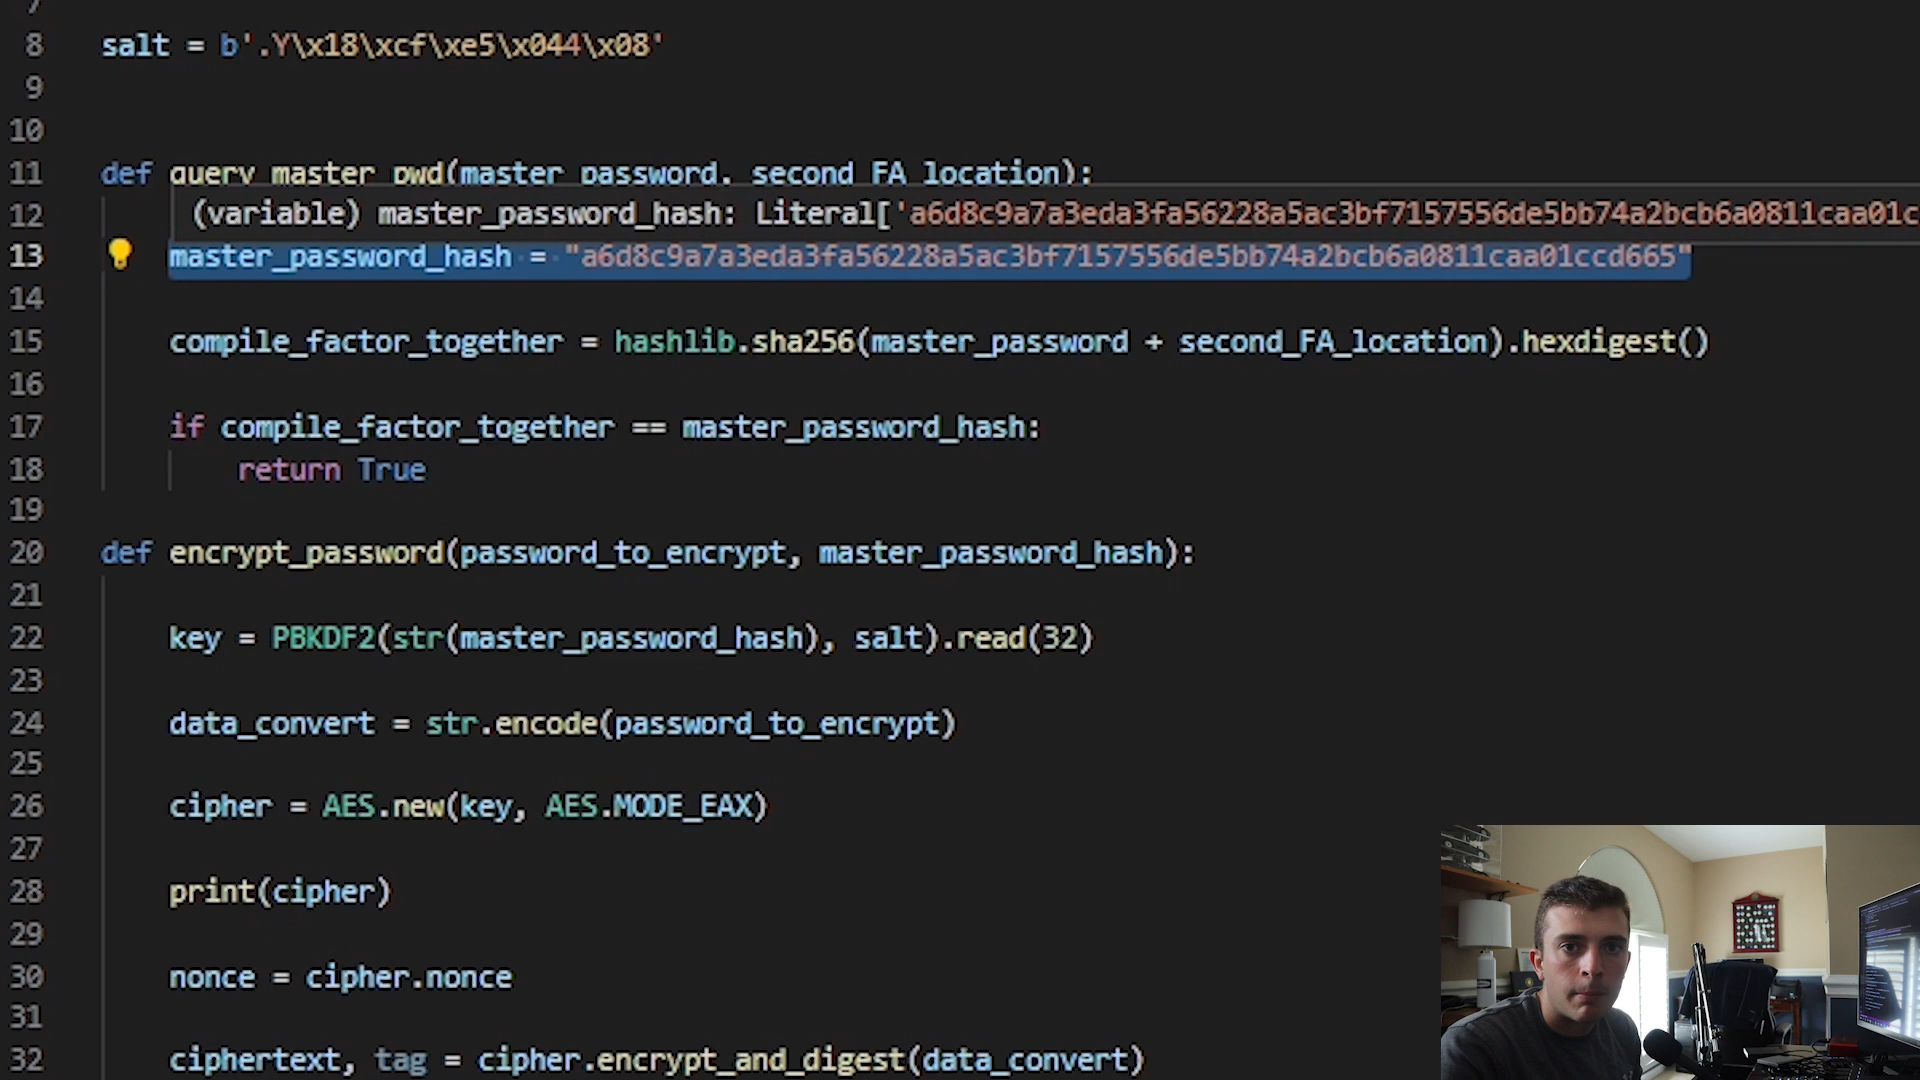 7
8 salt = b'.Y\x18\xcf\xe5\x044\x08'
9
10
11 def query_master_pwd(master_password, second_FA_location):
12 (variable) master_password_hash: Literal['a6d8c9a7a3eda3fa56228a5ac3bf7157556de5bb74a2bcb6a0811caa01c
13 master_password_hash = "a6d8c9a7a3eda3fa56228a5ac3bf7157556de5bb74a2bcb6a0811caa01ccd665"
14
15 compile_factor_together = hashlib.sha256(master_password + second_FA_location).hexdigest()
16
17 if compile_factor_together == master_password_hash:
18 return True
19
20 def encrypt_password(password_to_encrypt, master_password_hash):
21
22 key = PBKDF2(str(master_password_hash), salt).read(32)
23
24 data_convert = str.encode(password_to_encrypt)
25
26 cipher = AES.new(key, AES.MODE_EAX)
27
28 print(cipher)
29
30 nonce = cipher.nonce
31
32 ciphertext, tag = cipher.encrypt_and_digest(data_convert)